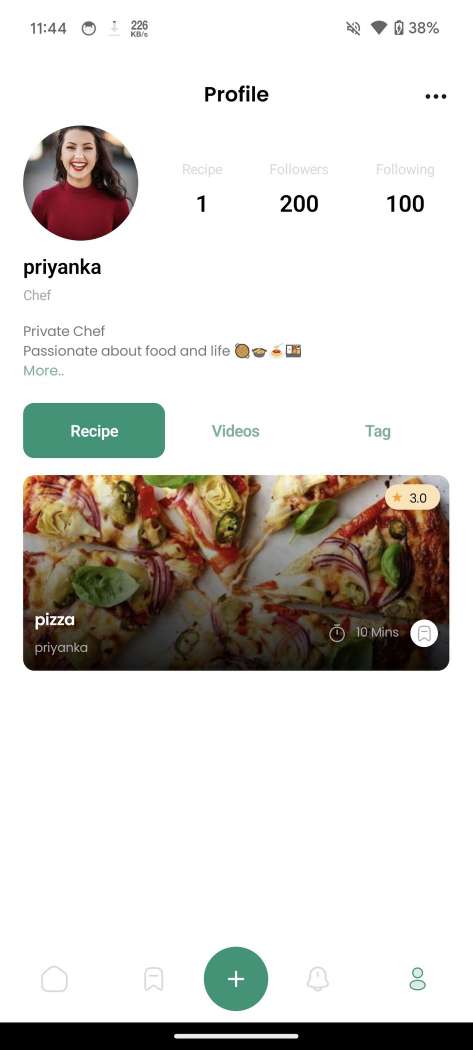 11:44 226 KB/s 38%
Profile
Recipe Followers Following
1 200 100
priyanka
Chef
Private Chef
Passionate about food and life 🥘🍲🍝🍱
More..
Recipe Videos Tag
3.0
pizza
10 Mins
priyanka